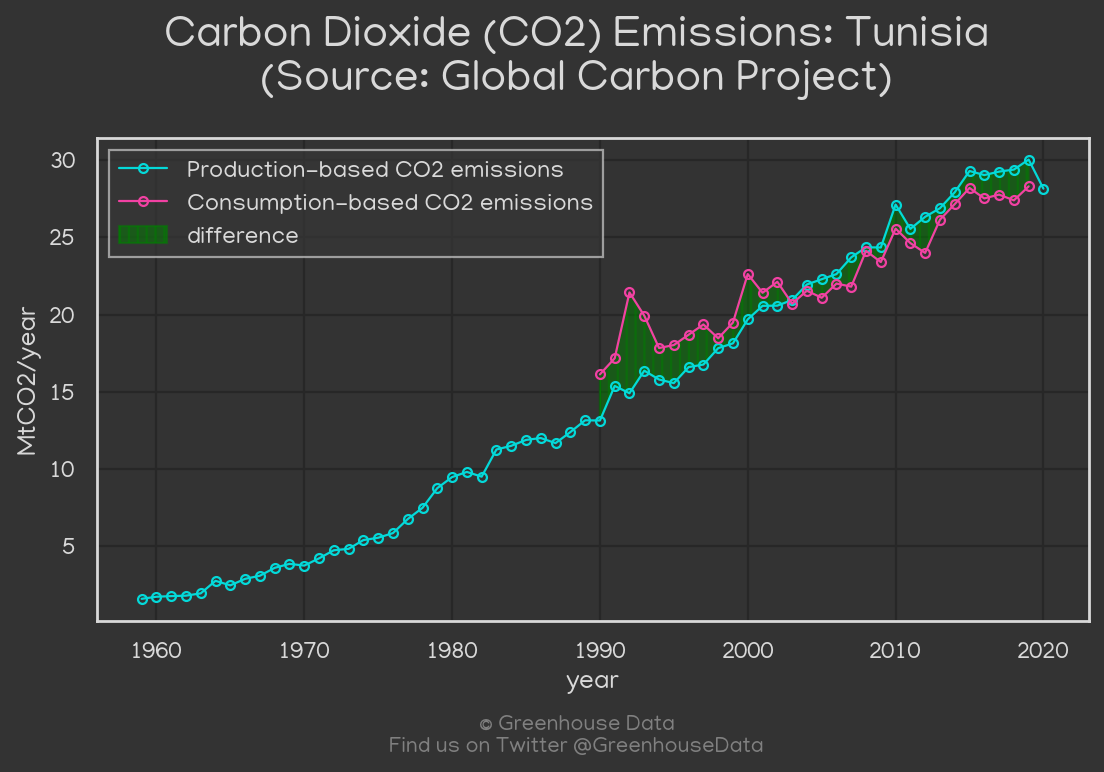 Carbon Dioxide (CO2) Emissions: Tunisia
(Source: Global Carbon Project)
Production-based CO2 emissions
Consumption-based CO2 emissions
difference
30
25
20
15
10
5
MtCO2/year
1960 1970 1980 1990 2000 2010 2020
year
© Greenhouse Data
Find us on Twitter @GreenhouseData